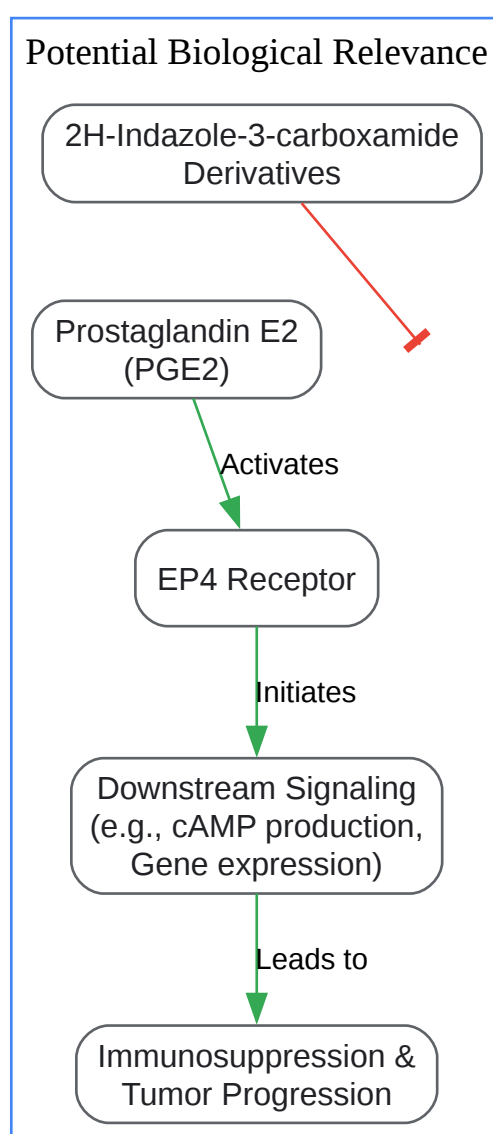 Potential Biological Relevance
2H-Indazole-3-carboxamide
Derivatives
Prostaglandin E2
(PGE2)
Activates
EP4 Receptor
Initiates
Downstream Signaling
(e.g., cAMP production,
Gene expression)
Leads to
Immunosuppression &
Tumor Progression